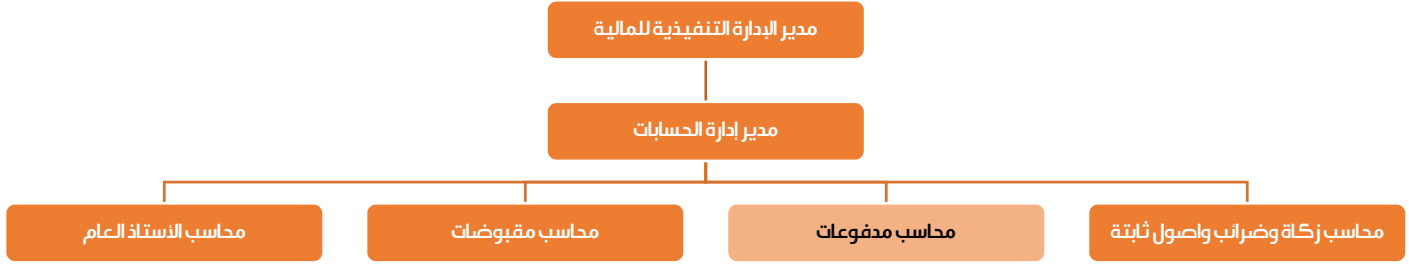 مدير الإدارة التنفيذية للمالية
مدير إدارة الحسابات
محاسب زكاة وضرائب واصول ثابتة
محاسب مدفوعات
محاسب مقبوضات
محاسب الأستاذ العام